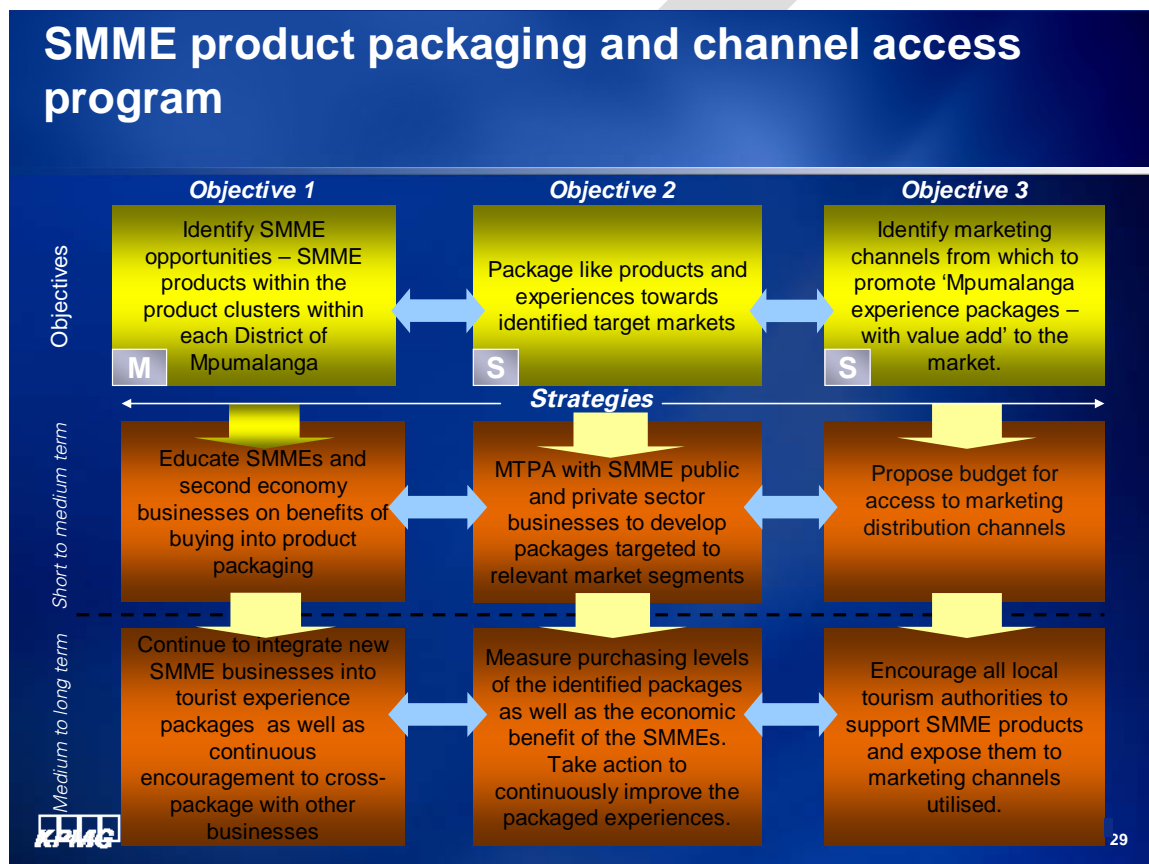 SMME product packaging and channel access
program
Objective 1
Objective 2
Objective 3
Objectives
Identify SMME
opportunities – SMME
products within the
product clusters within
each District of
Mpumalanga
M
Package like products and
experiences towards
identified target markets
S
Identify marketing
channels from which to
promote ‘Mpumalanga
experience packages –
with value add’ to the
market.
S
Strategies
Short to medium term
Educate SMMEs and
second economy
businesses on benefits of
buying into product
packaging
MTPA with SMME public
and private sector
businesses to develop
packages targeted to
relevant market segments
Propose budget for
access to marketing
distribution channels
Medium to long term
Continue to integrate new
SMME businesses into
tourist experience
packages as well as
continuous
encouragement to cross-
package with other
businesses
Measure purchasing levels
of the identified packages
as well as the economic
benefit of the SMMEs.
Take action to
continuously improve the
packaged experiences.
Encourage all local
tourism authorities to
support SMME products
and expose them to
marketing channels
utilised.
KPMG
29